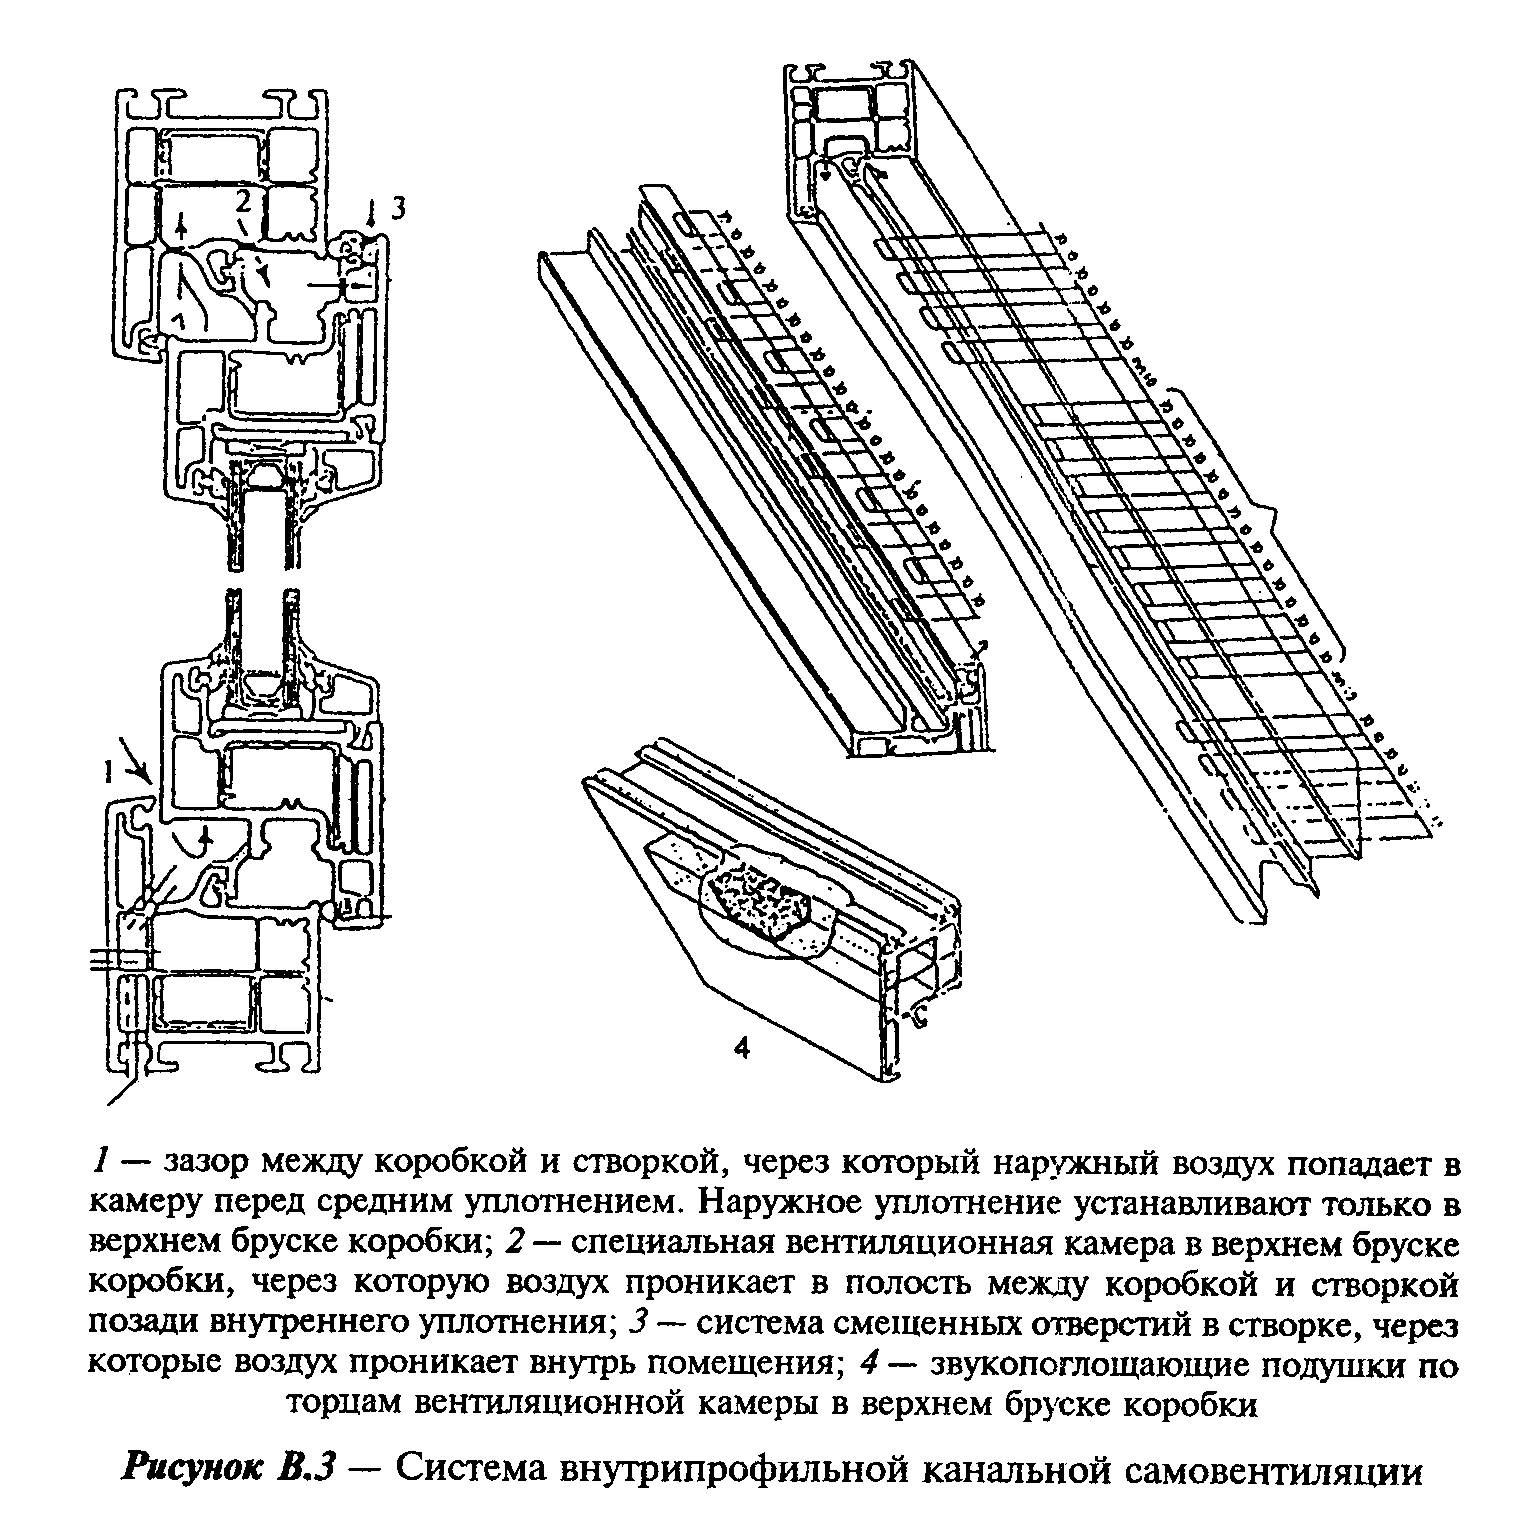 2
3
1
4
1 — зазор между коробкой и створкой, через который наружный воздух попадает в
камеру перед средним уплотнением. Наружное уплотнение устанавливают только в
верхнем бруске коробки; 2 — специальная вентиляционная камера в верхнем бруске
коробки, через которую воздух проникает в полость между коробкой и створкой
позади внутреннего уплотнения; 3 — система смещенных отверстий в створке, через
которые воздух проникает внутрь помещения; 4 — звукопоглощающие подушки по
торцам вентиляционной камеры в верхнем бруске коробки
Рисунок В.3 — Система внутрипрофильной канальной самовентиляции